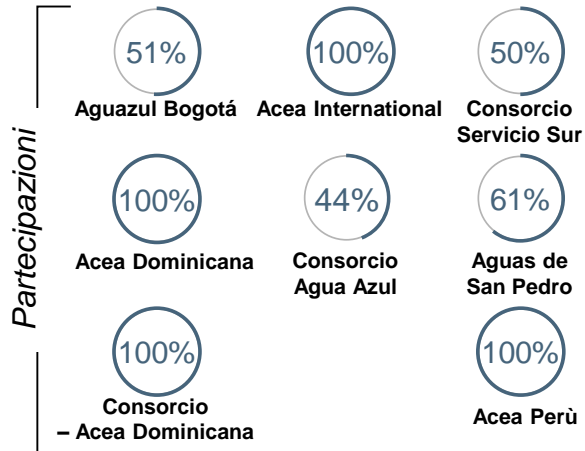 Partecipazioni
51%
Aguazul Bogotá
100%
Acea International
50%
Consorcio
Servicio Sur
100%
Acea Dominicana
44%
Consorcio
Agua Azul
61%
Aguas de
San Pedro
100%
Consorcio
– Acea Dominicana
100%
Acea Perù